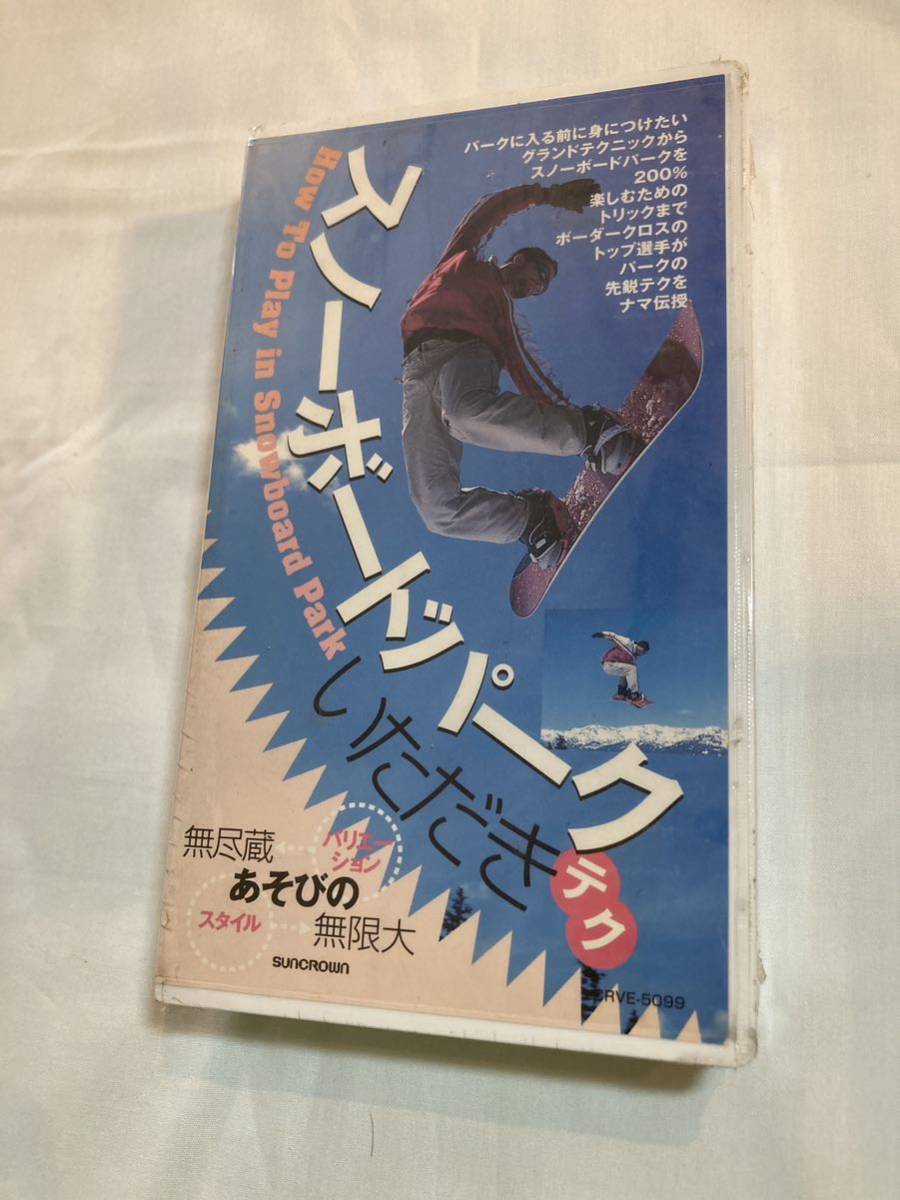 パークに入る前に身につけたい
グランドテクニックから
スノーボードパークを
200%
楽しむための
トリックまで
ボーダークロスの
トップ選手が
パークの
先鋭テクを
ナマ伝授
スノーボードパーク
How To Play in Snowboard Park
いただき
テク
無尽蔵
バリエー
ション
あそびの
スタイル
無限大
SUNCROWN
CRVE-5099